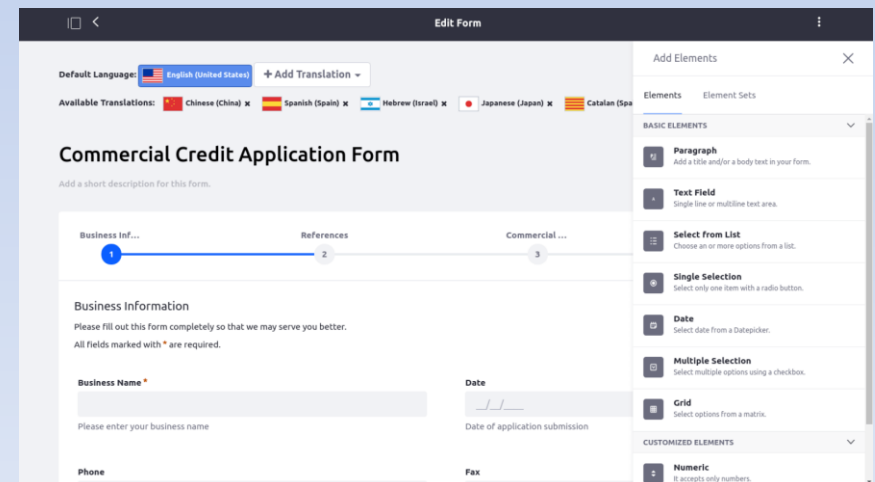 Edit Form
Default Language: English (United States) + Add Translation
Available Translations: Chinese (China) x Spanish (Spain) x Hebrew (Israel) x Japanese (Japan) x Catalan (Spa
Commercial Credit Application Form
Add a short description for this form.
Business Inf... References Commercial ...
1 2 3
Business Information
Please fill out this form completely so that we may serve you better.
All fields marked with * are required.
Business Name * Date
__/__/____
Please enter your business name Date of application submission
Phone Fax
Add Elements
Elements Element Sets
BASIC ELEMENTS
Paragraph
Add a title and/or a body text in your form.
Text Field
Single line or multiline text area.
Select from List
Choose an or more options from a list.
Single Selection
Select only one item with a radio button.
Date
Select date from a Datepicker.
Multiple Selection
Select multiple options using a checkbox.
Grid
Select options from a matrix.
CUSTOMIZED ELEMENTS
Numeric
It accepts only numbers.